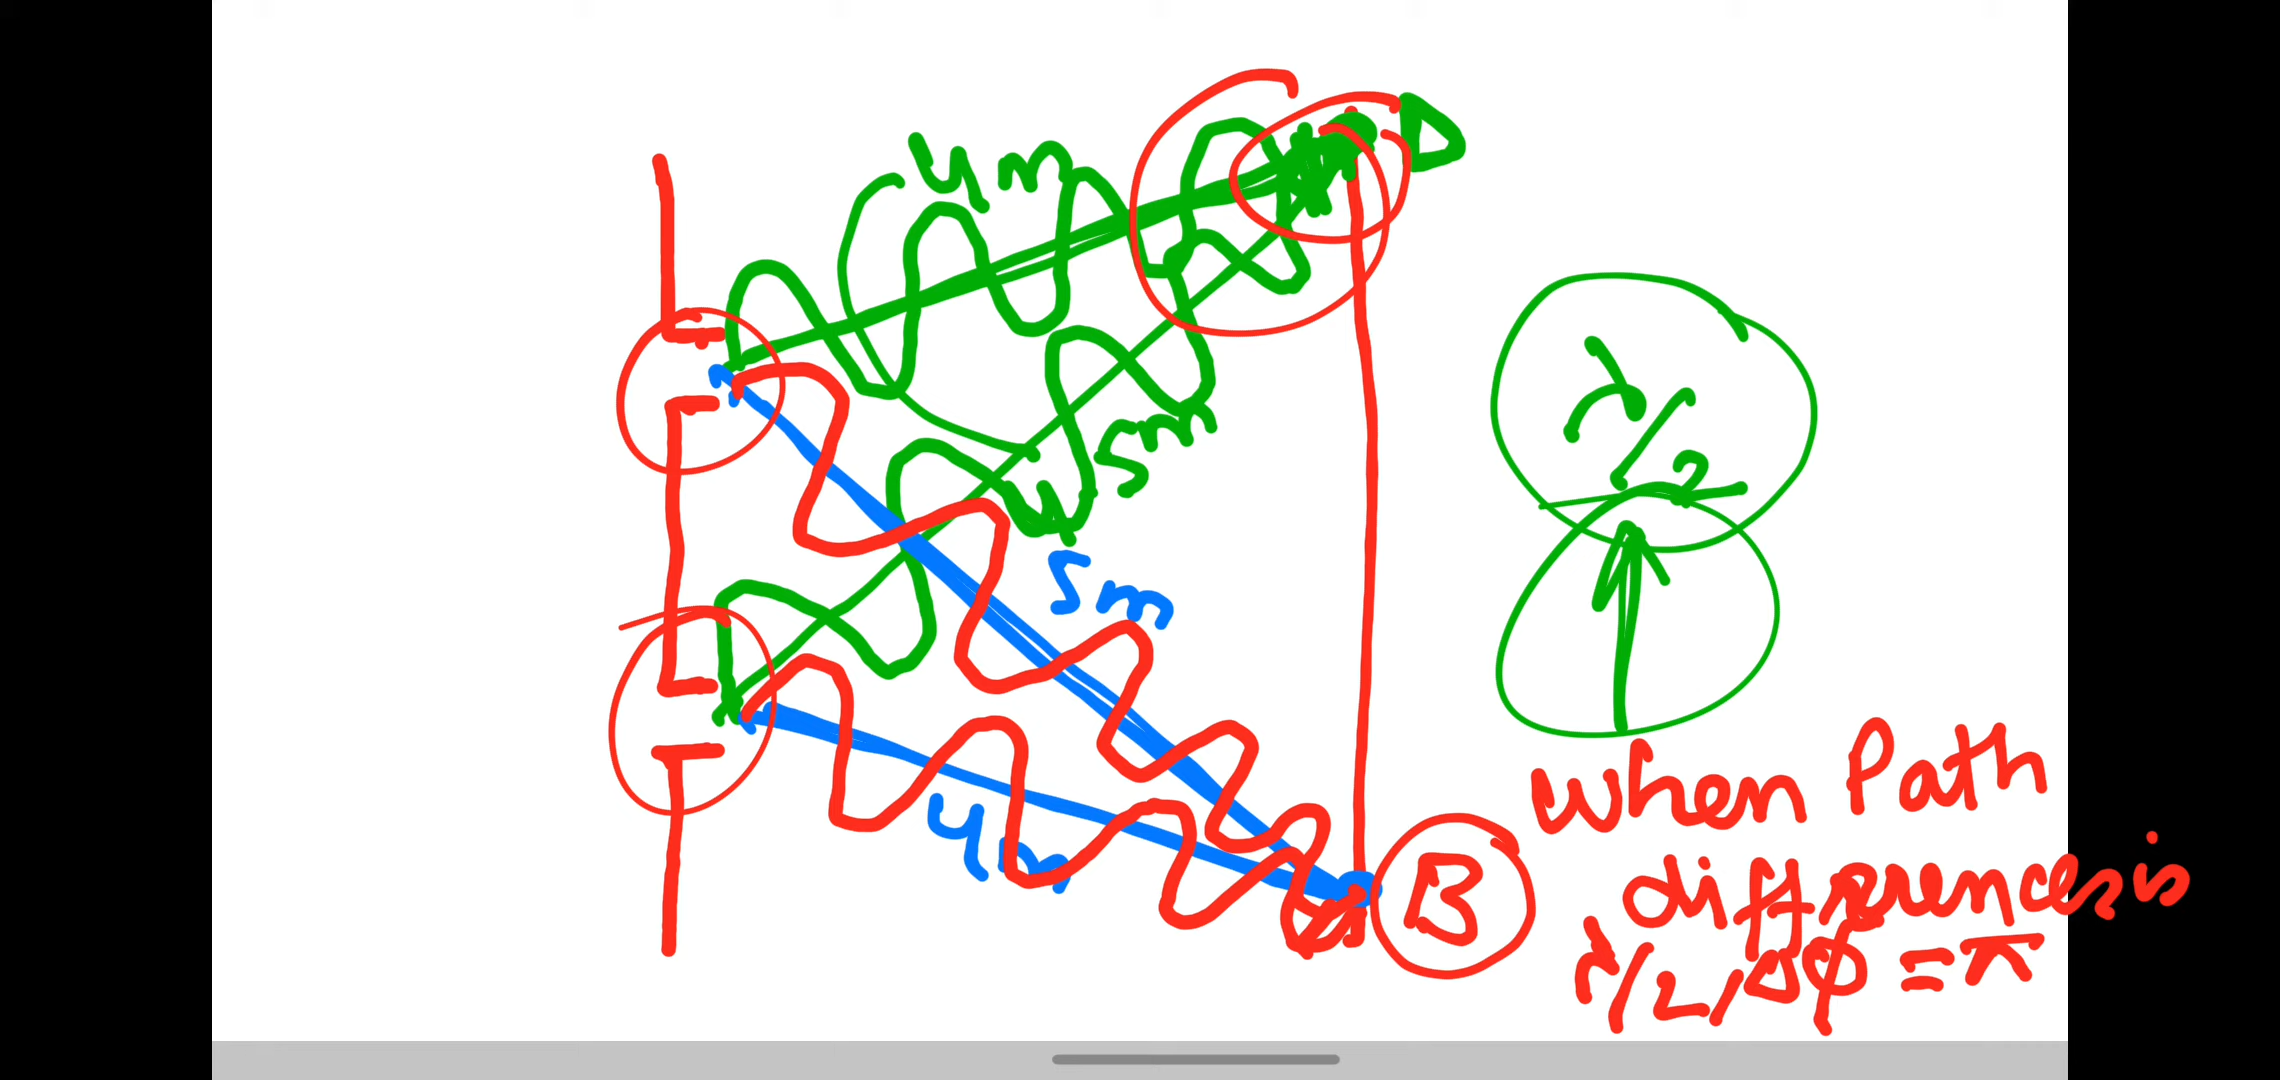 4m
D
5m
λ/2
5m
4m
B
When Path
differences is
λ/2, Δφ = π